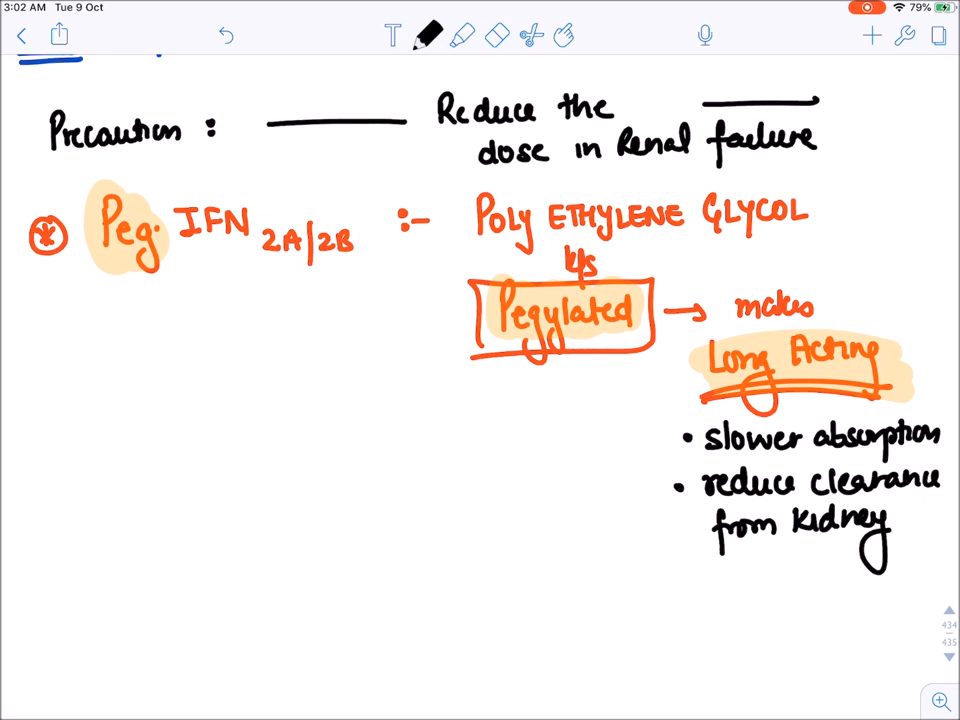 3:02 AM Tue 9 Oct
79%
T
Precaution : Reduce the
dose in Renal failure
* Peg. IFN 2A/2B :- POLY ETHYLENE GLYCOL
k/s
Pegylated → makes
Long Acting
• slower absorption
• reduce clearance
from kidney
434
435